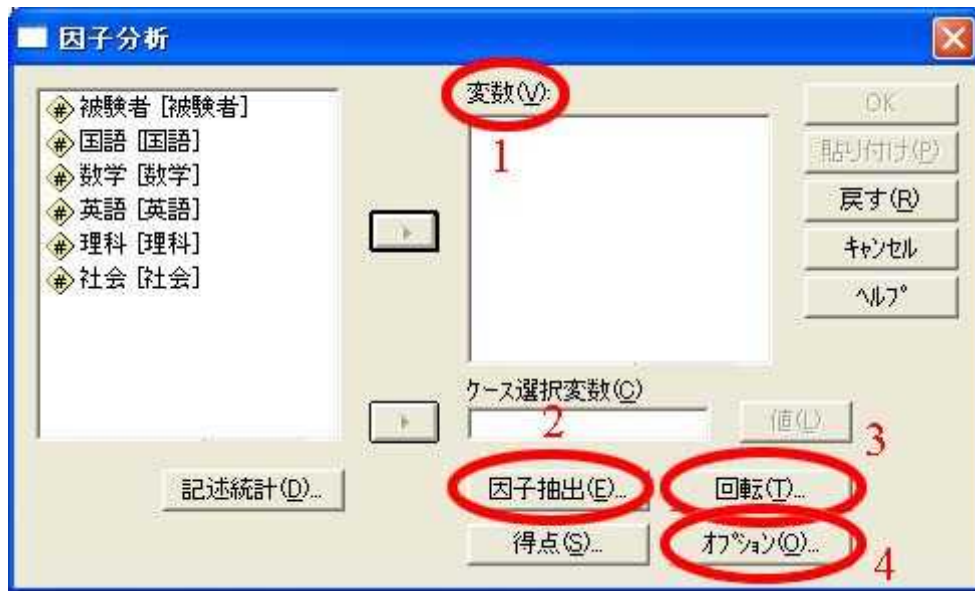 因子分析
被験者 [被験者]
国語 [国語]
数学 [数学]
英語 [英語]
理科 [理科]
社会 [社会]
変数(V):
1
OK
貼り付け(P)
戻す(R)
キャンセル
ヘルプ
ケース選択変数(C)
2
値(L)
3
記述統計(D)...
因子抽出(E)...
回転(T)...
得点(S)...
オプション(O)...
4